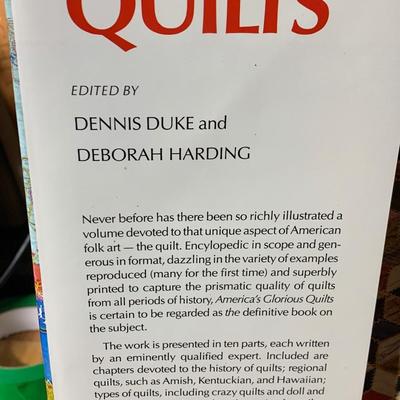 QUILTS
EDITED BY
DENNIS DUKE and
DEBORAH HARDING
Never before has there been so richly illustrated a
volume devoted to that unique aspect of American
folk art — the quilt. Encylopedic in scope and gen-
erous in format, dazzling in the variety of examples
reproduced (many for the first time) and superbly
printed to capture the prismatic quality of quilts
from all periods of history, America's Glorious Quilts
is certain to be regarded as the definitive book on
the subject.
The work is presented in ten parts, each written
by an eminently qualified expert. Included are
chapters devoted to the history of quilts; regional
quilts, such as Amish, Kentuckian, and Hawaiian;
types of quilts, including crazy quilts and doll and